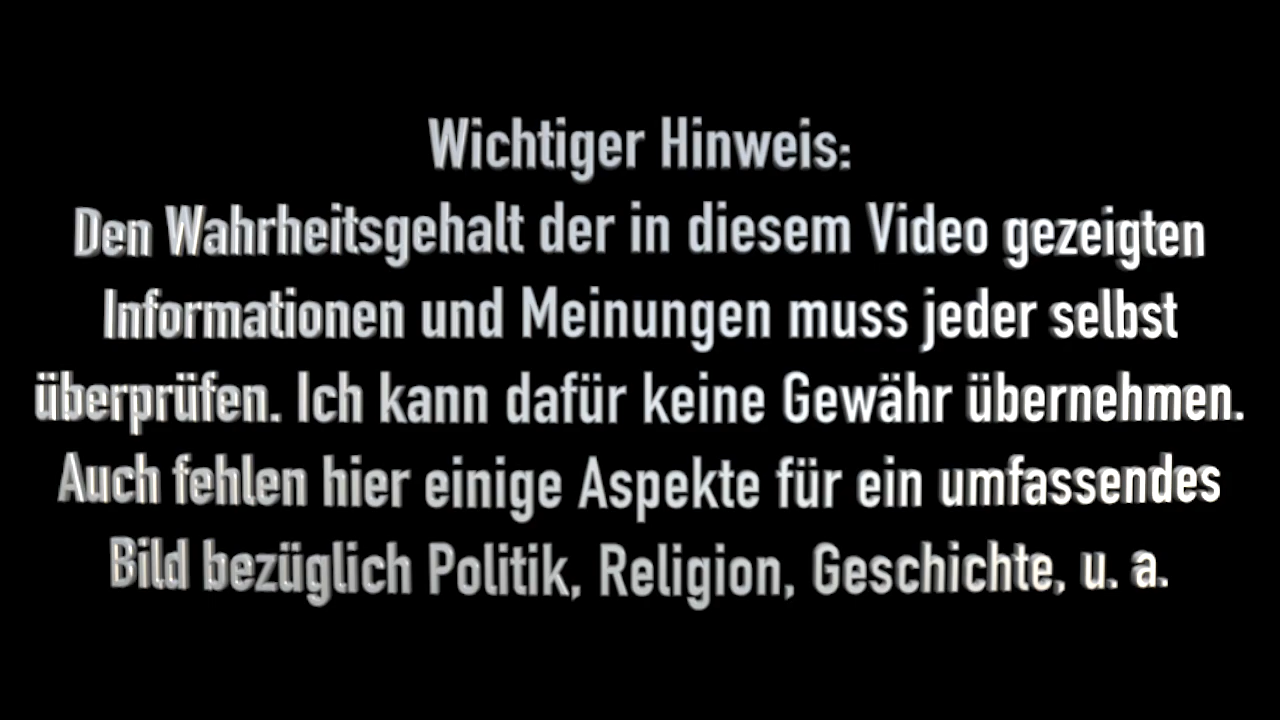 Wichtiger Hinweis:
Den Wahrheitsgehalt der in diesem Video gezeigten
Informationen und Meinungen muss jeder selbst
überprüfen. Ich kann dafür keine Gewähr übernehmen.
Auch fehlen hier einige Aspekte für ein umfassendes
Bild bezüglich Politik, Religion, Geschichte, u. a.